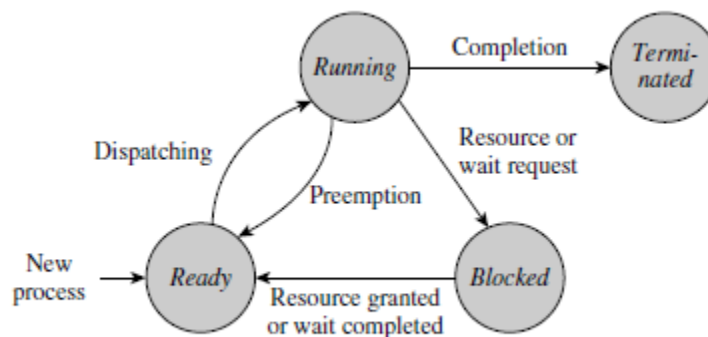 Running
Completion
Termi-
nated
Dispatching
Resource or
wait request
Preemption
New
process
Ready
Resource granted
or wait completed
Blocked